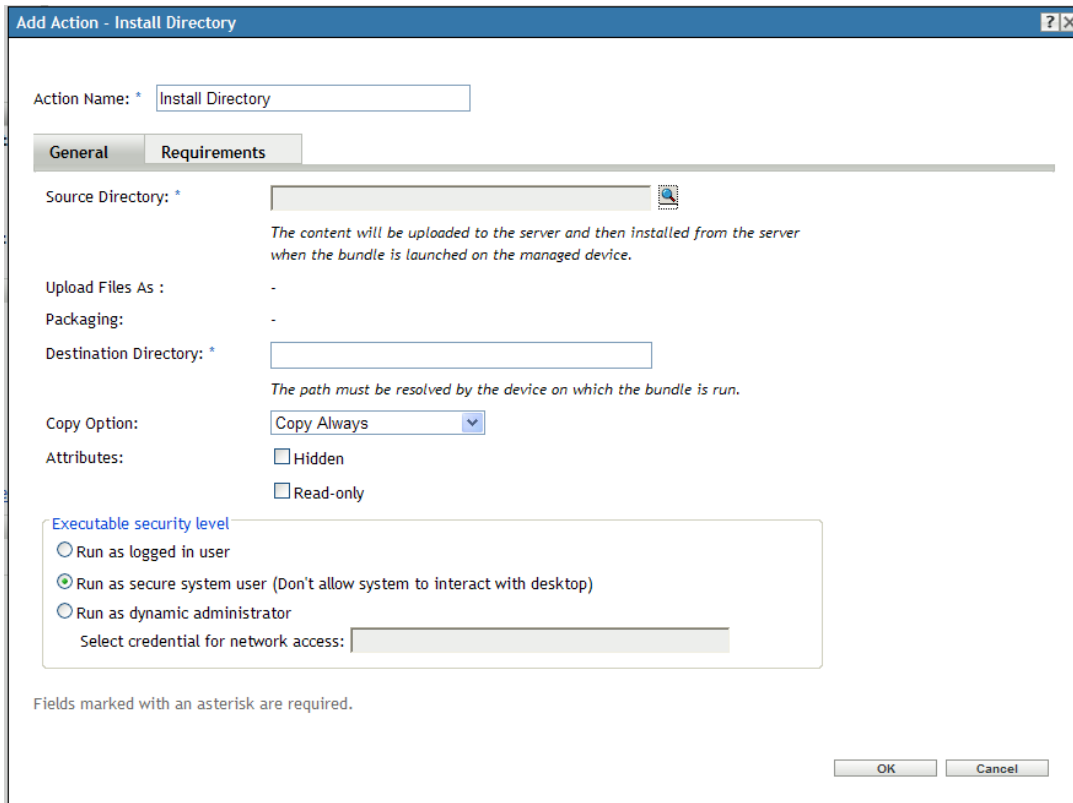 Add Action - Install Directory
?
Action Name: * Install Directory
General Requirements
Source Directory: *
The content will be uploaded to the server and then installed from the server
when the bundle is launched on the managed device.
Upload Files As : -
Packaging: -
Destination Directory: *
The path must be resolved by the device on which the bundle is run.
Copy Option: Copy Always
Attributes: Hidden
Read-only
Executable security level
Run as logged in user
Run as secure system user (Don't allow system to interact with desktop)
Run as dynamic administrator
Select credential for network access:
Fields marked with an asterisk are required.
OK Cancel